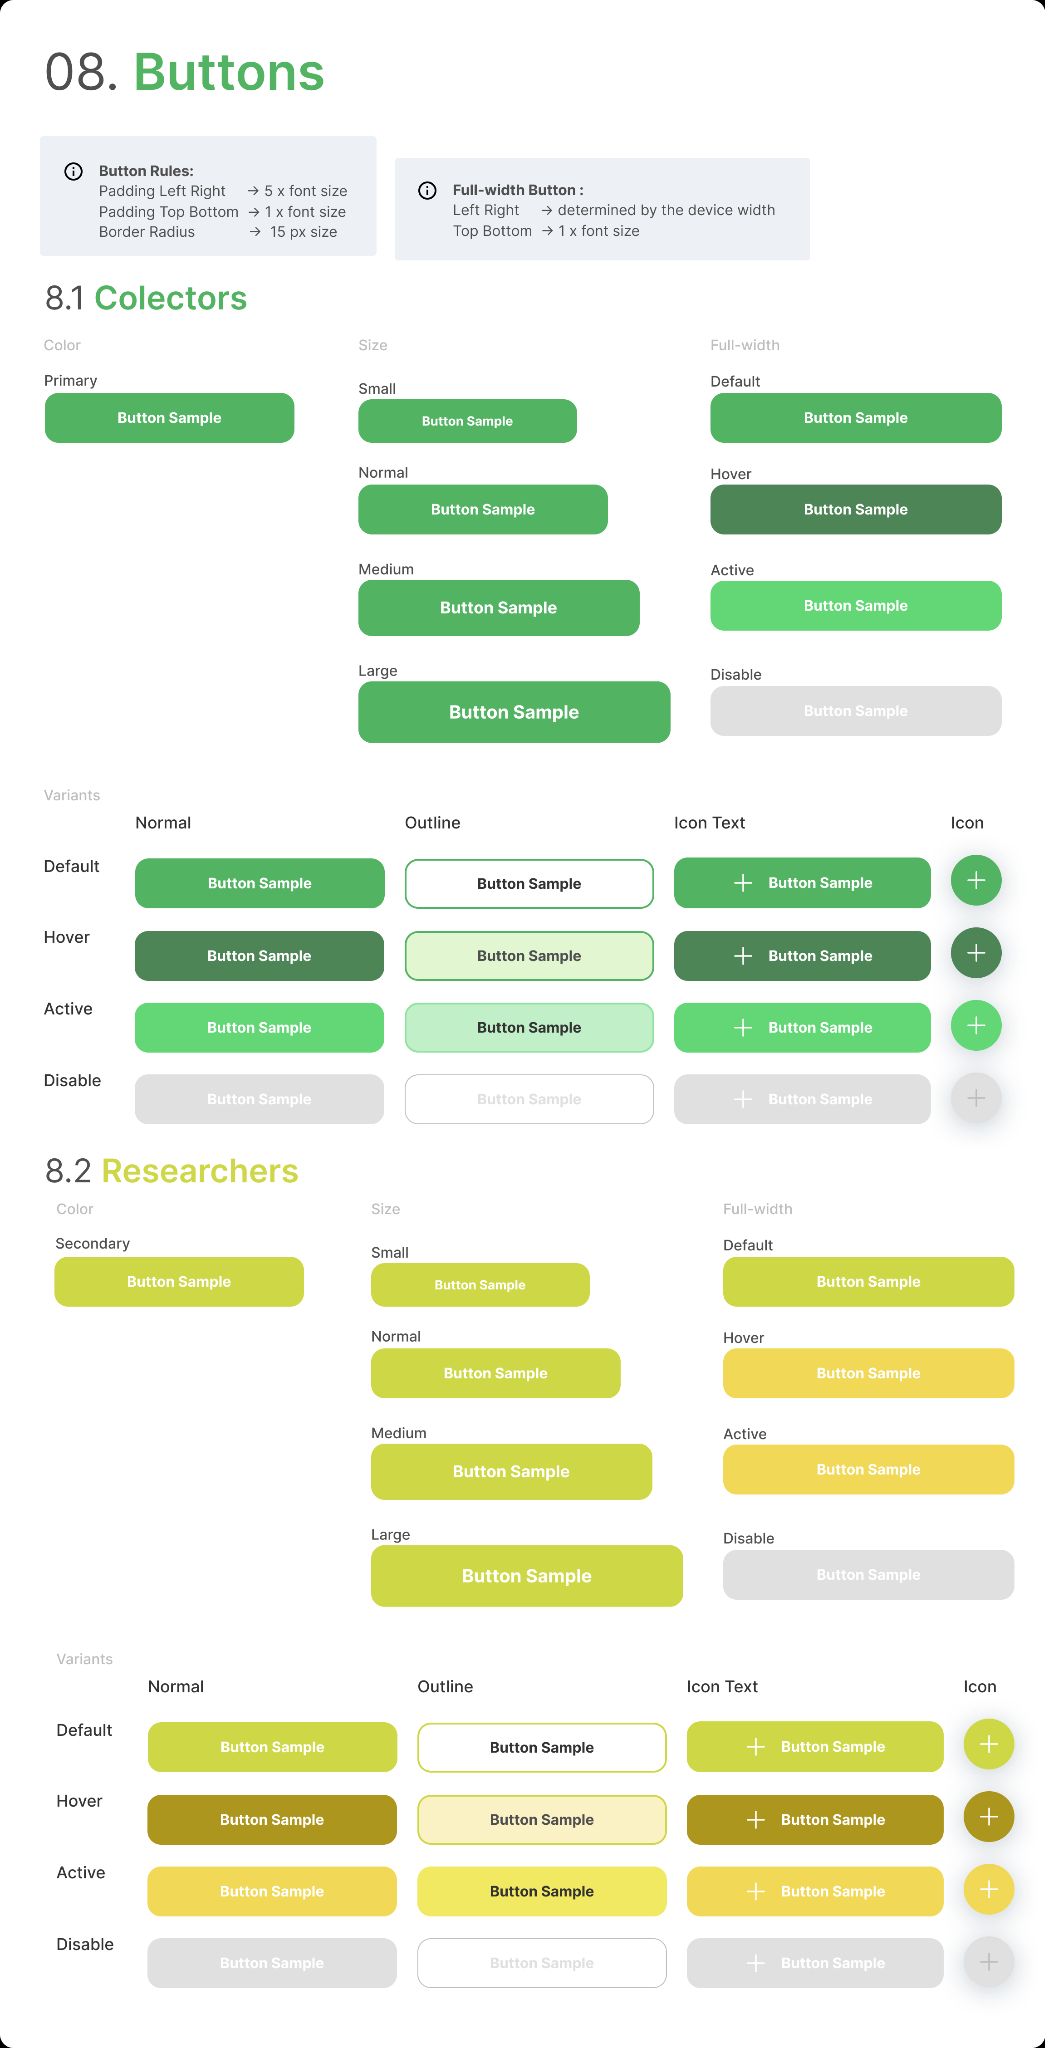 08. Buttons
Button Rules:
Padding Left Right → 5 x font size
Padding Top Bottom → 1 x font size
Border Radius → 15 px size
Full-width Button :
Left Right → determined by the device width
Top Bottom → 1 x font size
8.1 Colectors
Color
Size
Full-width
Primary
Button Sample
Small
Button Sample
Normal
Button Sample
Medium
Button Sample
Large
Button Sample
Default
Button Sample
Hover
Button Sample
Active
Button Sample
Disable
Button Sample
Variants
Normal Outline Icon Text Icon
Default Button Sample Button Sample Button Sample
Hover Button Sample Button Sample Button Sample
Active Button Sample Button Sample Button Sample
Disable Button Sample Button Sample Button Sample
8.2 Researchers
Color
Size
Full-width
Secondary
Button Sample
Small
Button Sample
Normal
Button Sample
Medium
Button Sample
Large
Button Sample
Default
Button Sample
Hover
Button Sample
Active
Button Sample
Disable
Button Sample
Variants
Normal Outline Icon Text Icon
Default Button Sample Button Sample Button Sample
Hover Button Sample Button Sample Button Sample
Active Button Sample Button Sample Button Sample
Disable Button Sample Button Sample Button Sample